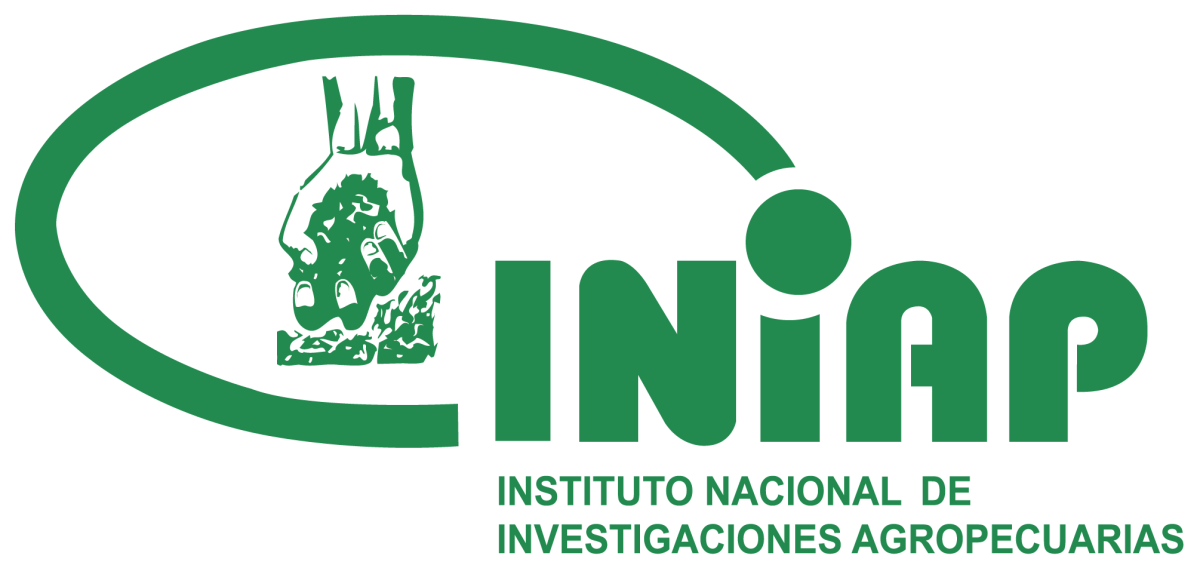 INiAP
INSTITUTO NACIONAL DE
INVESTIGACIONES AGROPECUARIAS